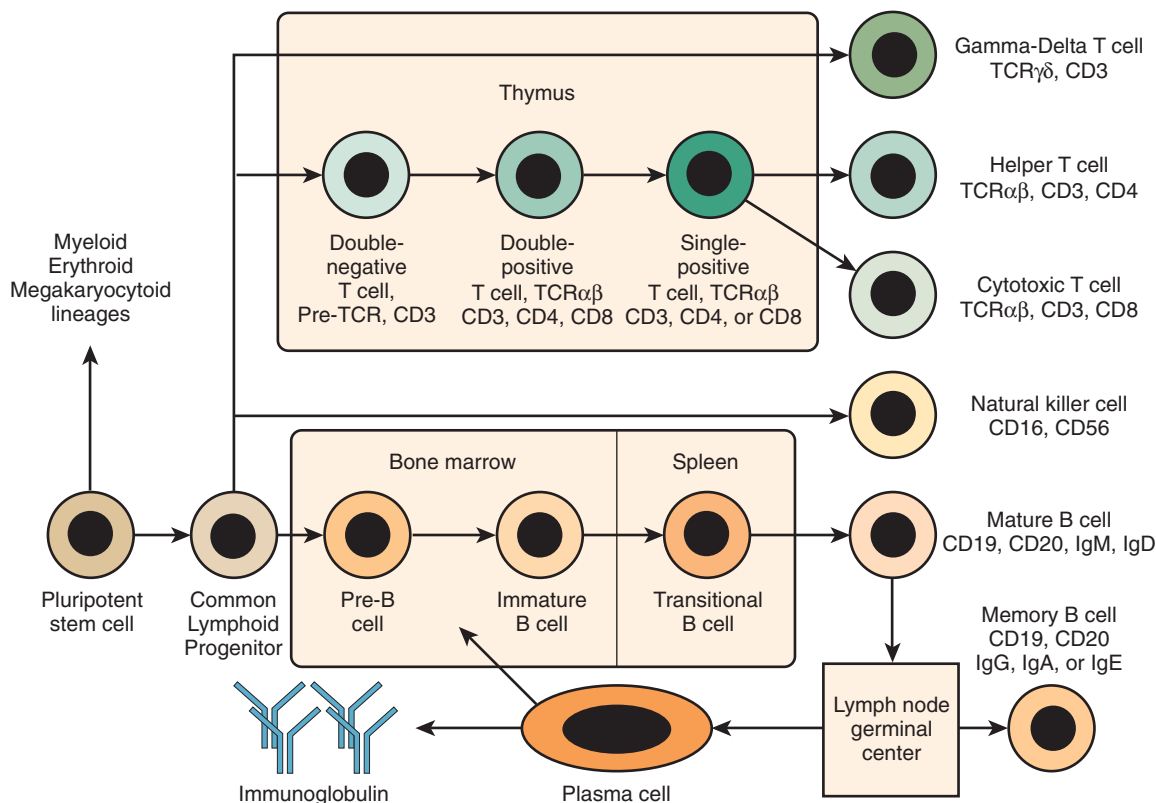 Thymus
Gamma-Delta T cell
TCRγδ, CD3
Helper T cell
TCRαβ, CD3, CD4
Double-
negative
T cell,
Pre-TCR, CD3
Double-
positive
T cell, TCRαβ
CD3, CD4, CD8
Single-
positive
T cell, TCRαβ
CD3, CD4, or CD8
Cytotoxic T cell
TCRαβ, CD3, CD8
Myeloid
Erythroid
Megakaryocytoid
lineages
Natural killer cell
CD16, CD56
Bone marrow
Spleen
Pluripotent
stem cell
Common
Lymphoid
Progenitor
Pre-B
cell
Immature
B cell
Transitional
B cell
Mature B cell
CD19, CD20, IgM, IgD
Memory B cell
CD19, CD20
IgG, IgA, or IgE
Lymph node
germinal
center
Immunoglobulin
Plasma cell